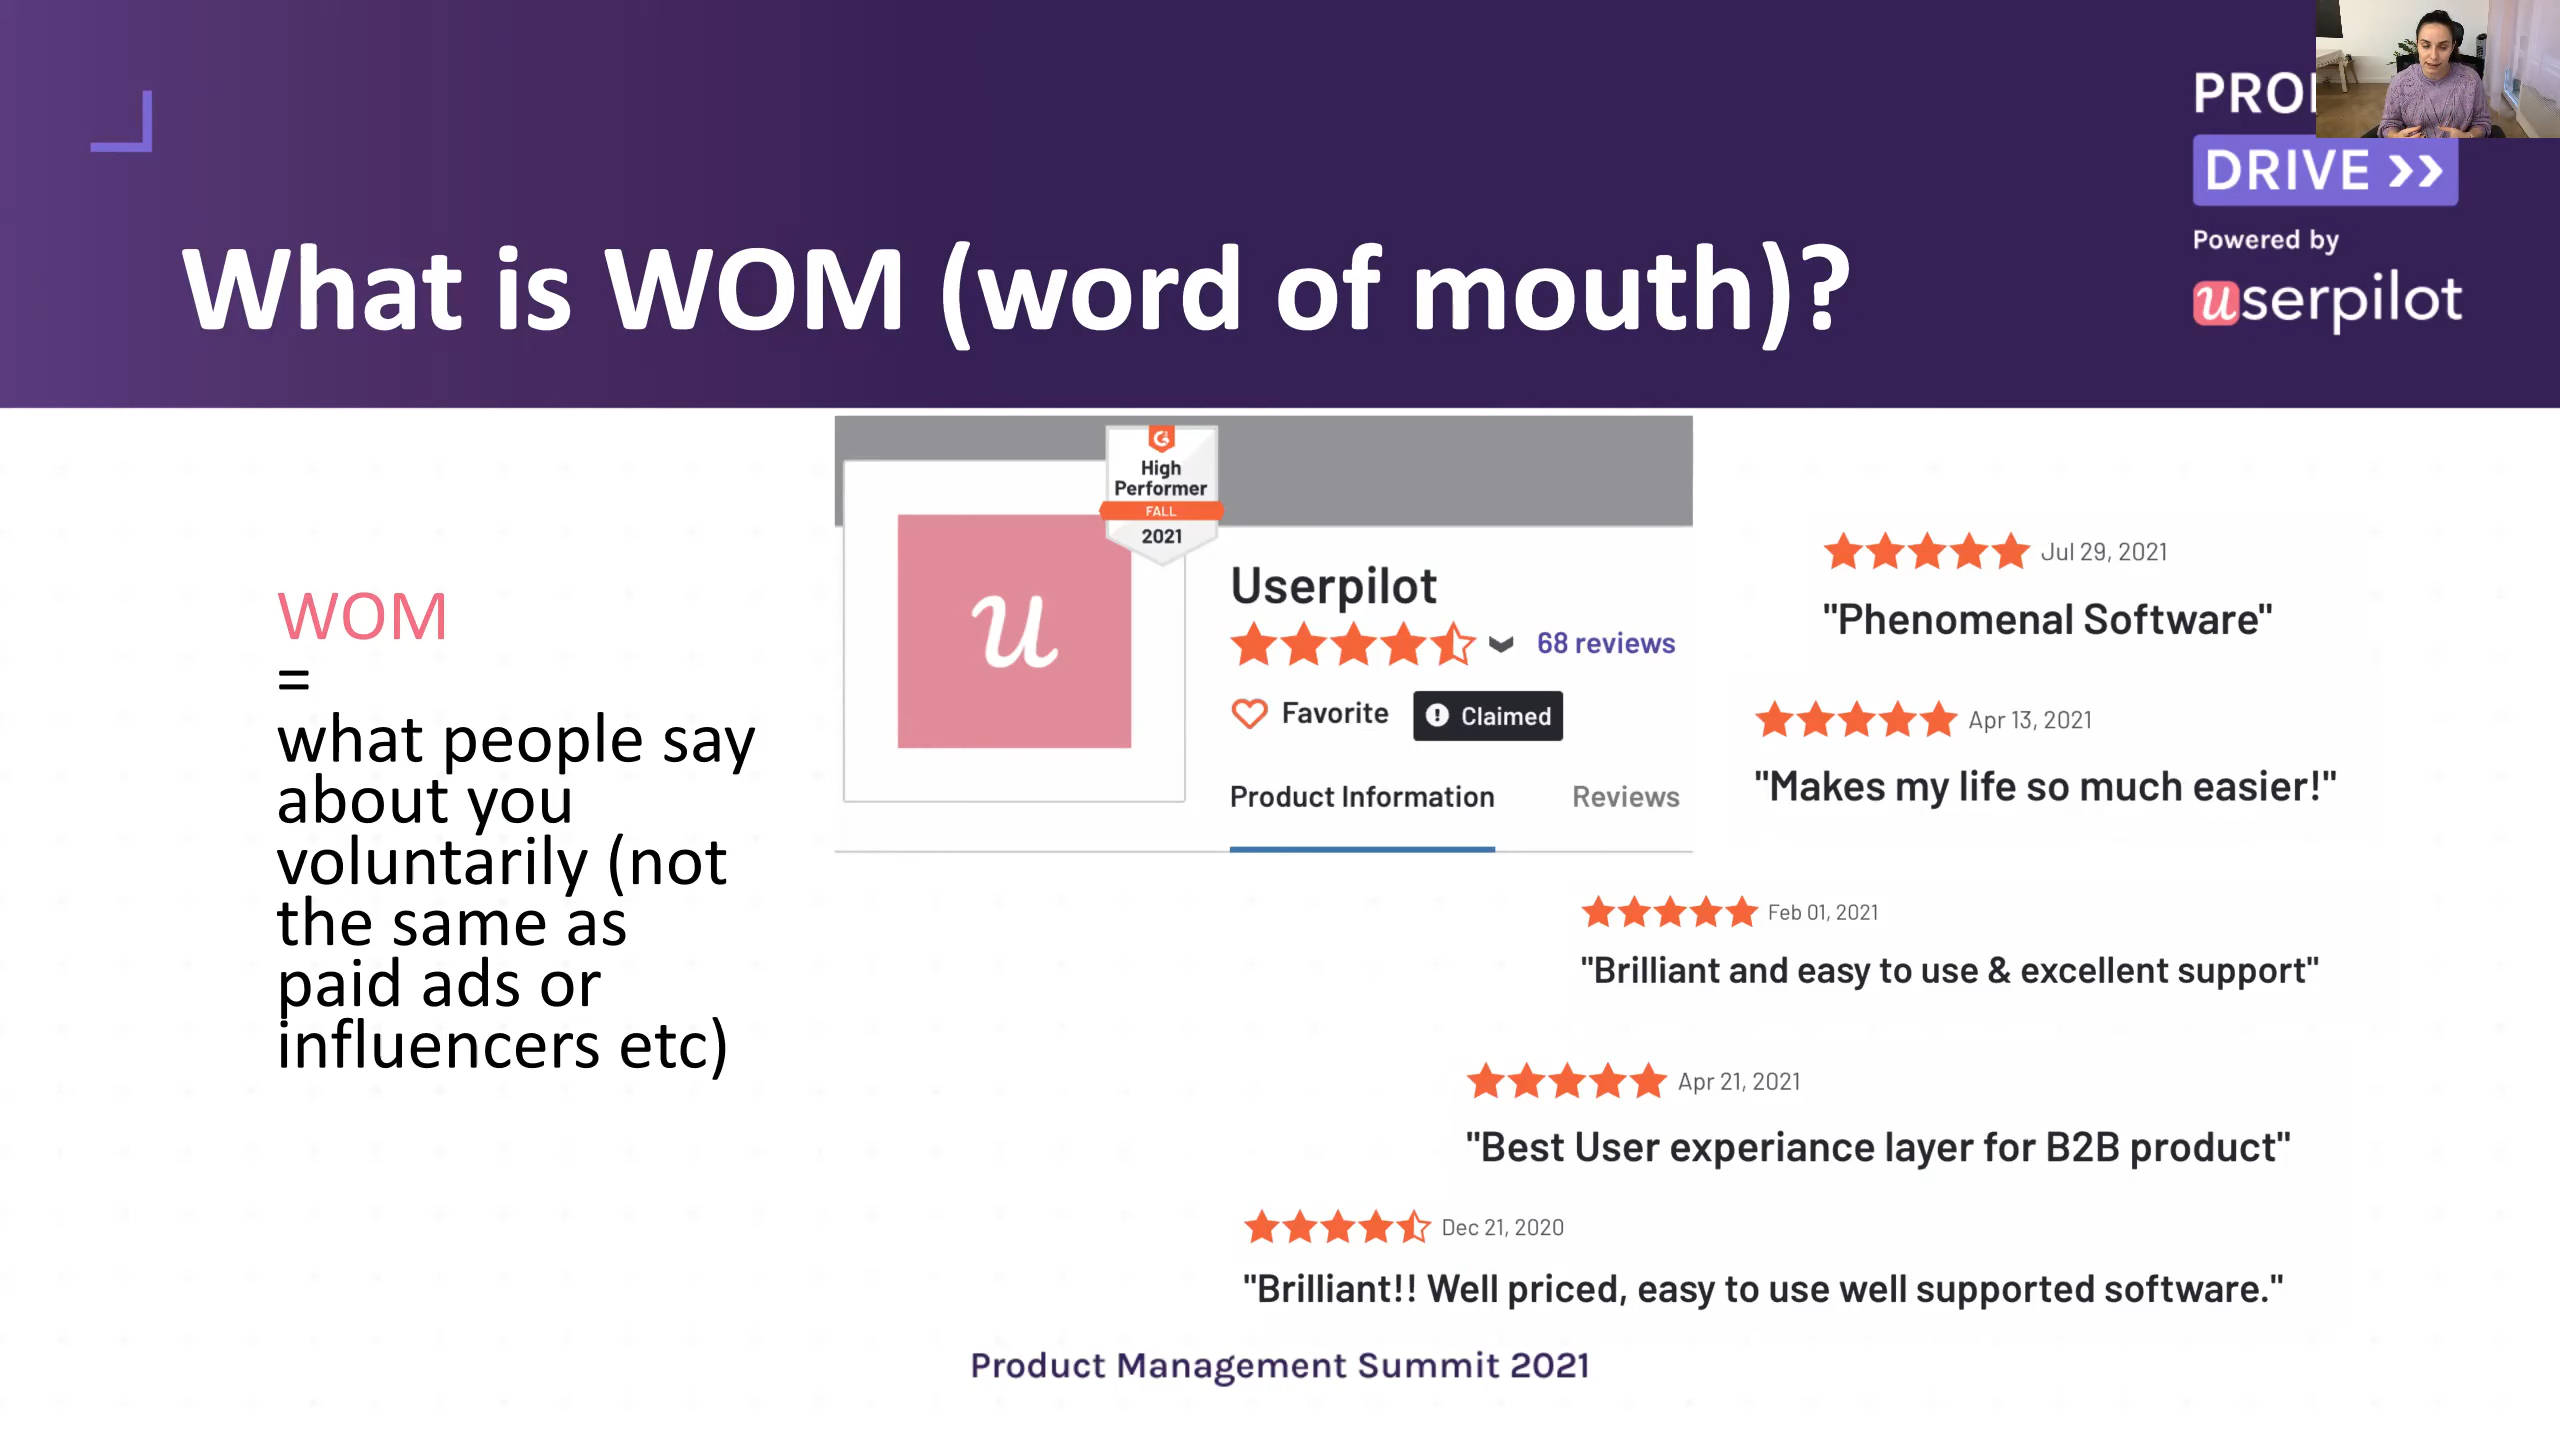 What is WOM (word of mouth)?
DRIVE
Powered by
userpilot
WOM
=
what people say
about you
voluntarily (not
the same as
paid ads or
influencers etc)
High
Performer
FALL
2021
u
Userpilot
68 reviews
Favorite
Claimed
Product Information Reviews
Jul 29, 2021
"Phenomenal Software"
Apr 13, 2021
"Makes my life so much easier!"
Feb 01, 2021
"Brilliant and easy to use & excellent support"
Apr 21, 2021
"Best User experiance layer for B2B product"
Dec 21, 2020
"Brilliant!! Well priced, easy to use well supported software."
Product Management Summit 2021